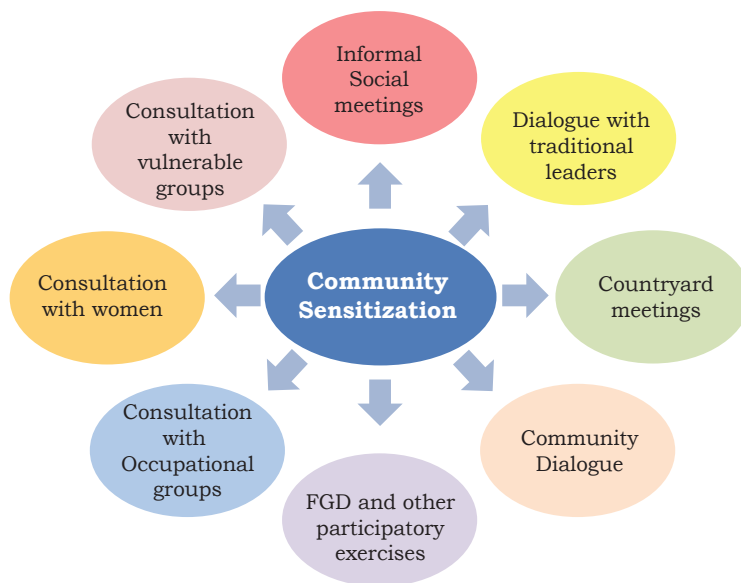 Informal
Social
meetings
Dialogue with
traditional
leaders
Countryard
meetings
Community
Dialogue
FGD and other
participatory
exercises
Consultation
with
Occupational
groups
Consultation
with women
Consultation
with
vulnerable
groups
Community
Sensitization